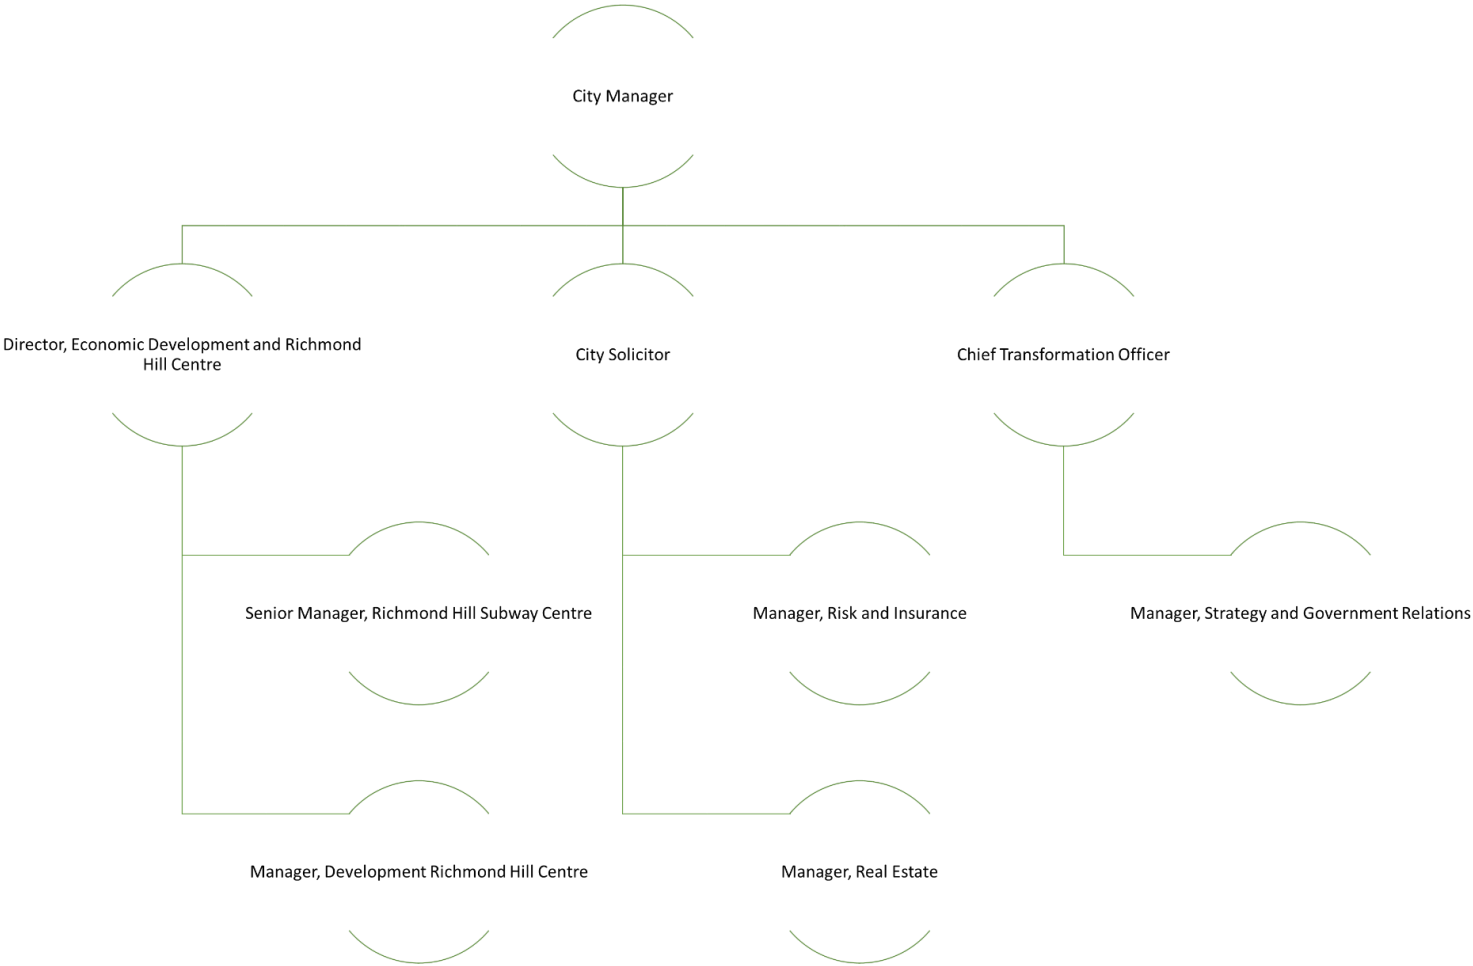 City Manager
Director, Economic Development and Richmond
Hill Centre
City Solicitor
Chief Transformation Officer
Senior Manager, Richmond Hill Subway Centre
Manager, Risk and Insurance
Manager, Strategy and Government Relations
Manager, Development Richmond Hill Centre
Manager, Real Estate